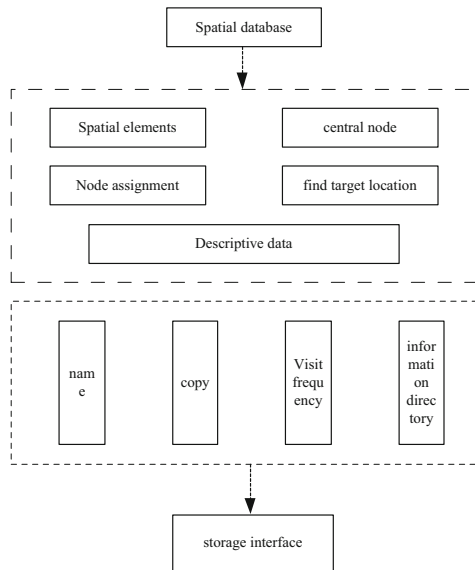 Spatial database
Spatial elements
central node
Node assignment
find target location
Descriptive data
nam
e
copy
Visit
frequ
ency
infor
mati
on
direc
tory
storage interface